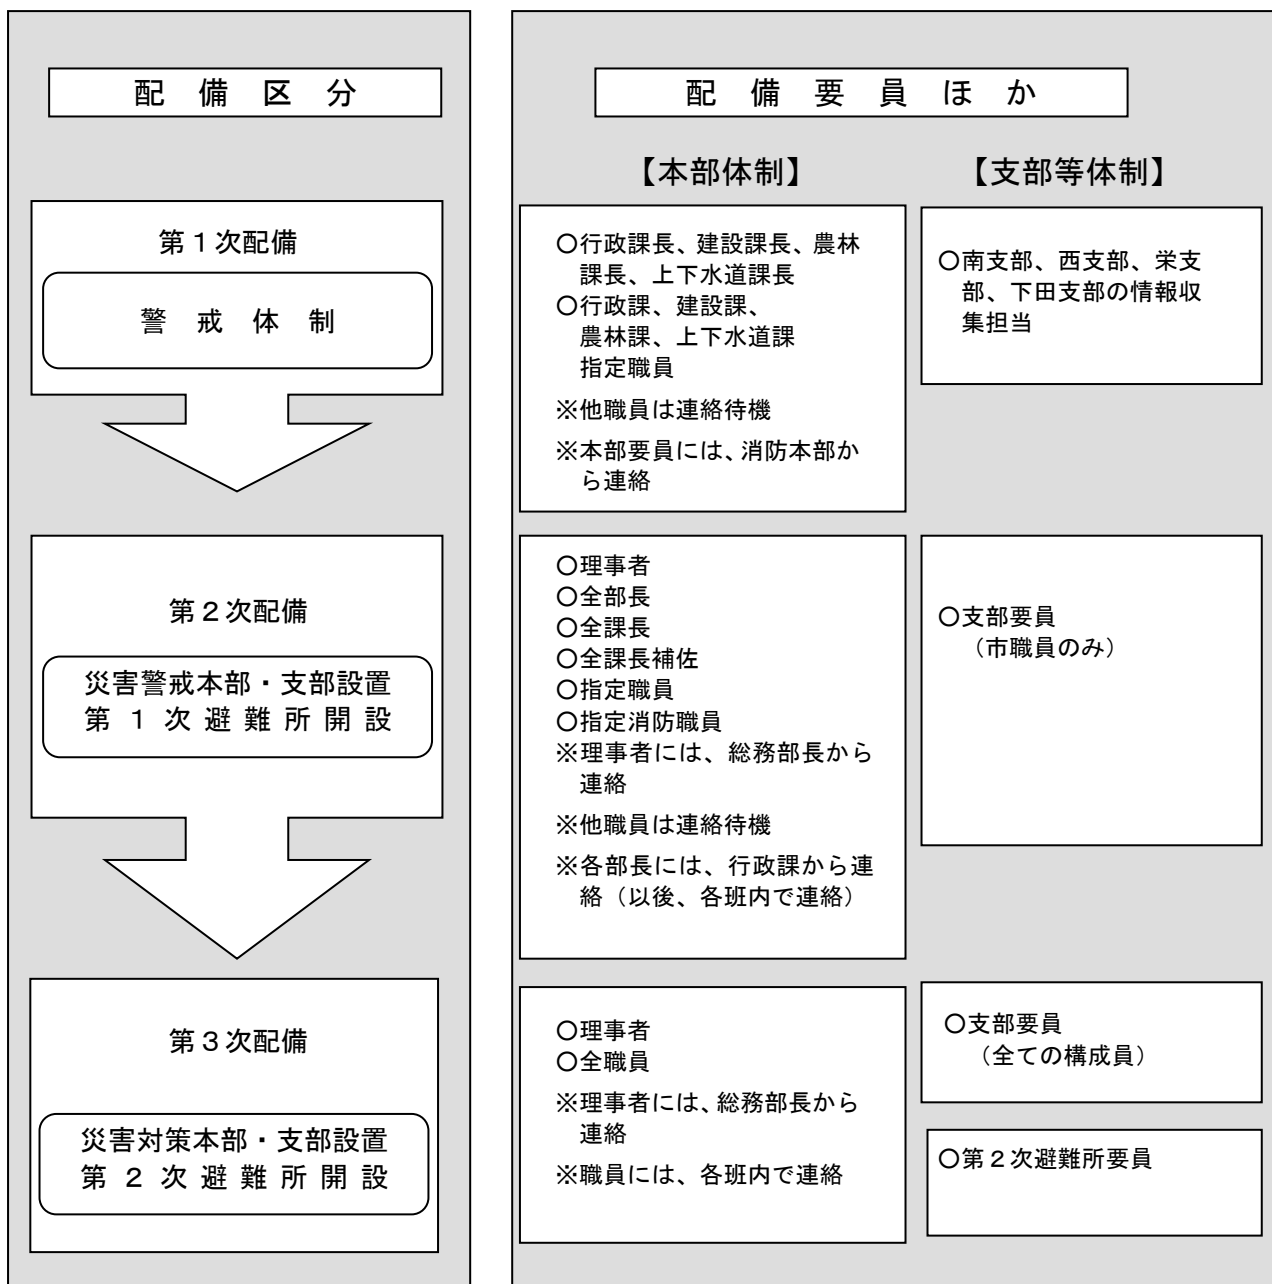 配備区分
配備要員ほか
【本部体制】
【支部等体制】
第１次配備
警戒体制
○行政課長、建設課長、農林
課長、上下水道課長
○行政課、建設課、
農林課、上下水道課
指定職員
※他職員は連絡待機
※本部要員には、消防本部か
ら連絡
○南支部、西支部、栄支
部、下田支部の情報収
集担当
第２次配備
災害警戒本部・支部設置
第１次避難所開設
○理事者
○全部長
○全課長
○全課長補佐
○指定職員
○指定消防職員
※理事者には、総務部長から
連絡
※他職員は連絡待機
※各部長には、行政課から連
絡（以後、各班内で連絡）
○支部要員
（市職員のみ）
第３次配備
災害対策本部・支部設置
第２次避難所開設
○理事者
○全職員
※理事者には、総務部長から
連絡
※職員には、各班内で連絡
○支部要員
（全ての構成員）
○第２次避難所要員